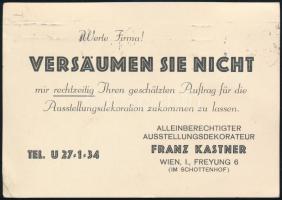 Werte Firma!
VERSÄUMEN SIE NICHT
mir rechtzeitig Ihren geschätzten Auftrag für die
Ausstellungsdekoration zukommen zu lassen.
ALLEINBERECHTIGTER
AUSSTELLUNGSDEKORATEUR
FRANZ KASTNER
TEL. U 27-1-34
WIEN, I., FREYUNG 6
(IM SCHOTTENHOF)